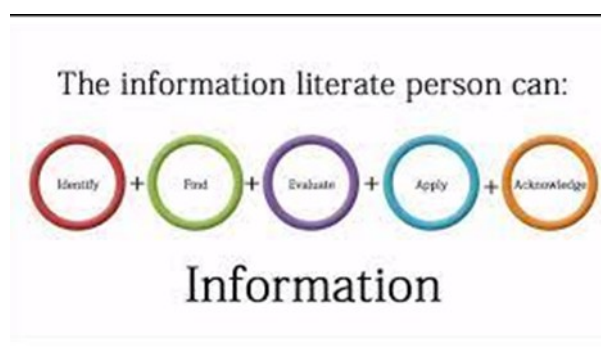 The information literate person can:
Identify + Find + Evaluate + Apply + Acknowledge
Information